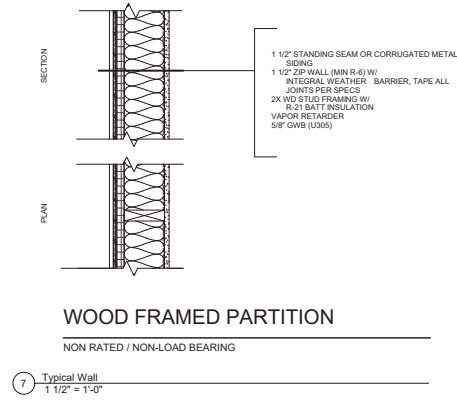 SECTION
1 1/2" STANDING SEAM OR CORRUGATED METAL
SIDING
1 1/2" ZIP WALL (MIN R-6) W/
INTEGRAL WEATHER BARRIER, TAPE ALL
JOINTS PER SPECS
2X WD STUD FRAMING W/
R-21 BATT INSULATION
VAPOR RETARDER
5/8" GWB (U305)
PLAN
WOOD FRAMED PARTITION
NON RATED / NON-LOAD BEARING
7
Typical Wall
1 1/2" = 1'-0"